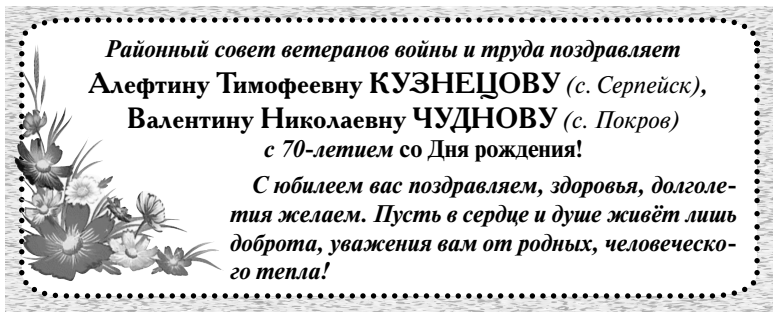 Районный совет ветеранов войны и труда поздравляет
Алефтину Тимофеевну КУЗНЕЦОВУ (с. Серпейск),
Валентину Николаевну ЧУДНОВУ (с. Покров)
с 70-летием со Дня рождения!
С юбилеем вас поздравляем, здоровья, долголе-
тия желаем. Пусть в сердце и душе живёт лишь
доброта, уважения вам от родных, человеческо-
го тепла!